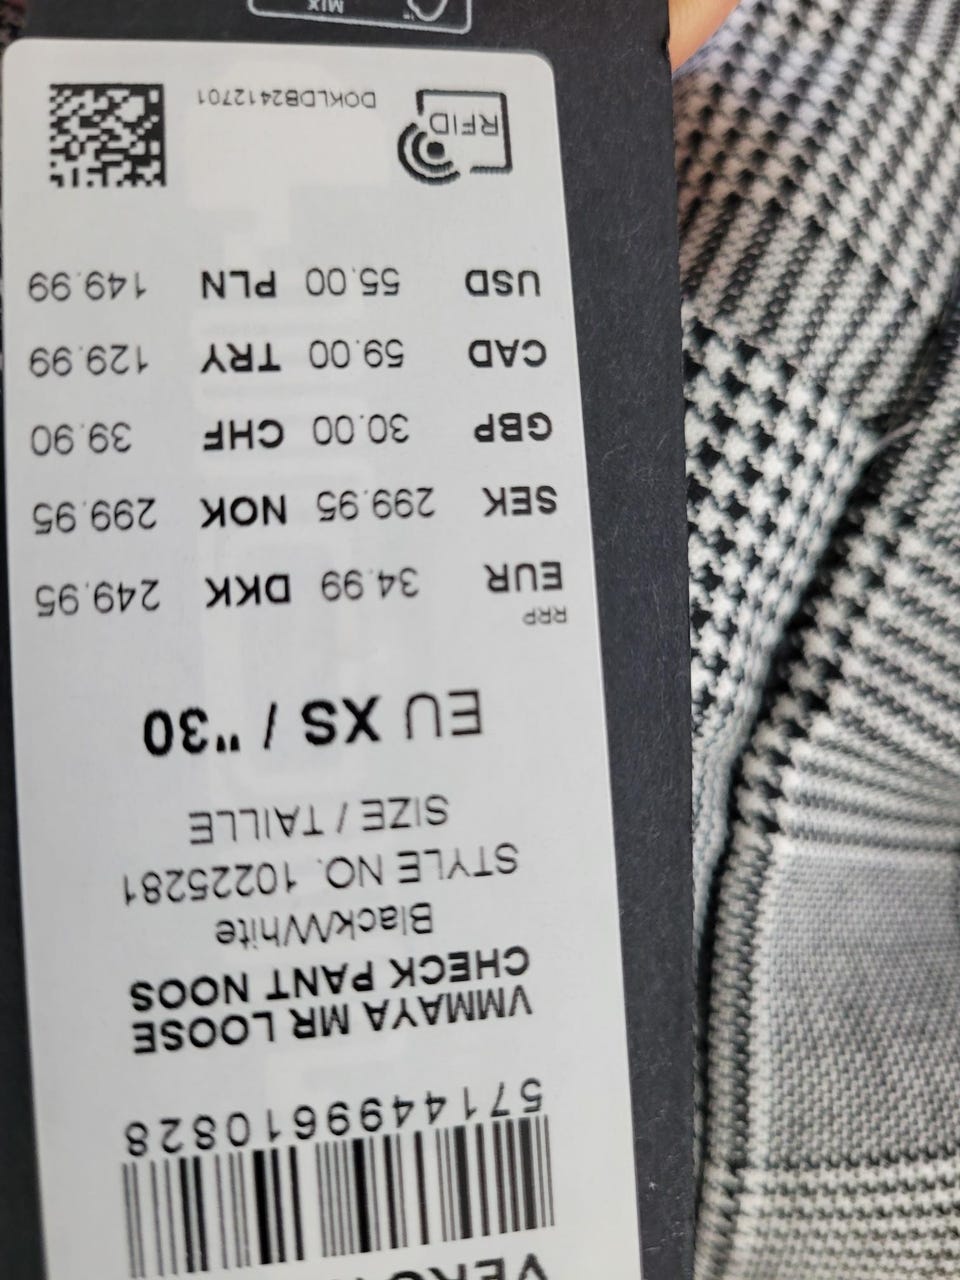 5714499610828
VMMAYA MR LOOSE
CHECK PANT NOOS
Black/White
STYLE NO. 10225281
SIZE / TAILLE
EU XS / "30
RRP
EUR 34.99 DKK 249.95
SEK 299.95 NOK 299.95
GBP 30.00 CHF 39.90
CAD 59.00 TRY 129.99
USD 55.00 PLN 149.99
RFID DOKLDB2412701
MIX